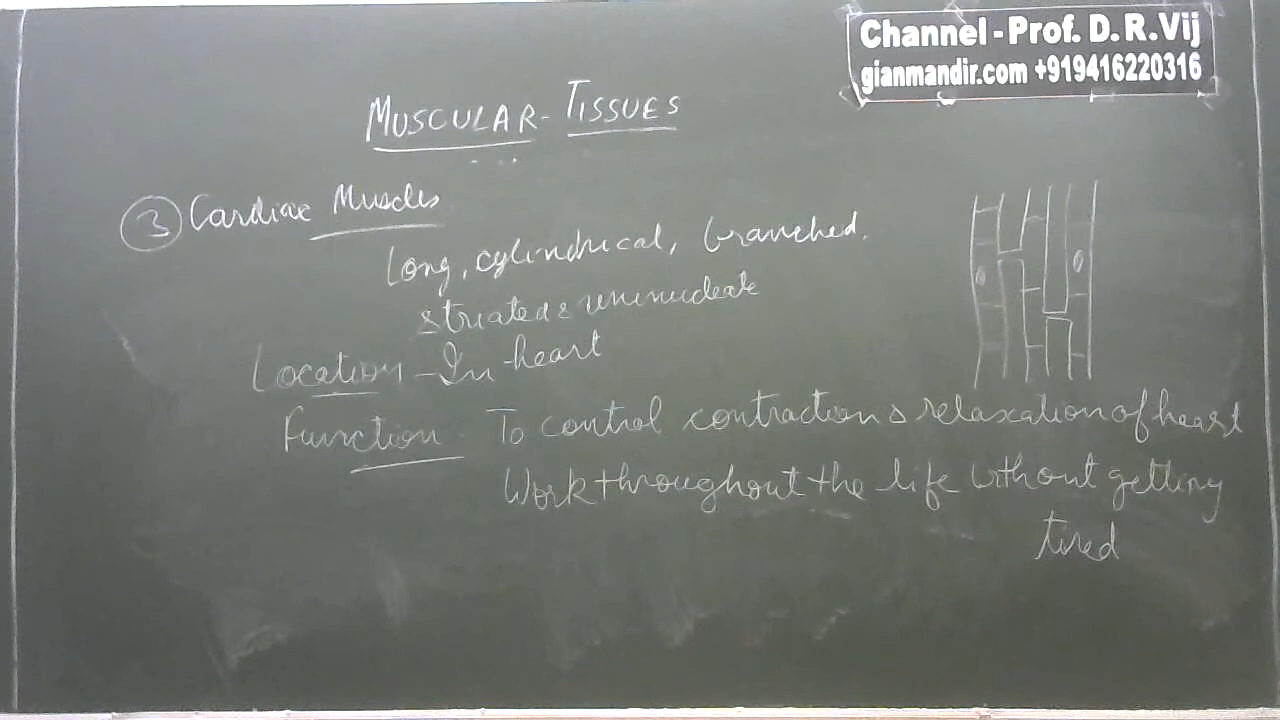 Channel - Prof. D. R. Vij
gianmandir.com +919416220316
MUSCULAR - TISSUES
3 Cardiac Muscles
Long, cylindrical, branched.
striated & uninucleate
Location - In heart
Function - To control contraction & relaxation of heart
Work throughout the life without getting
tired